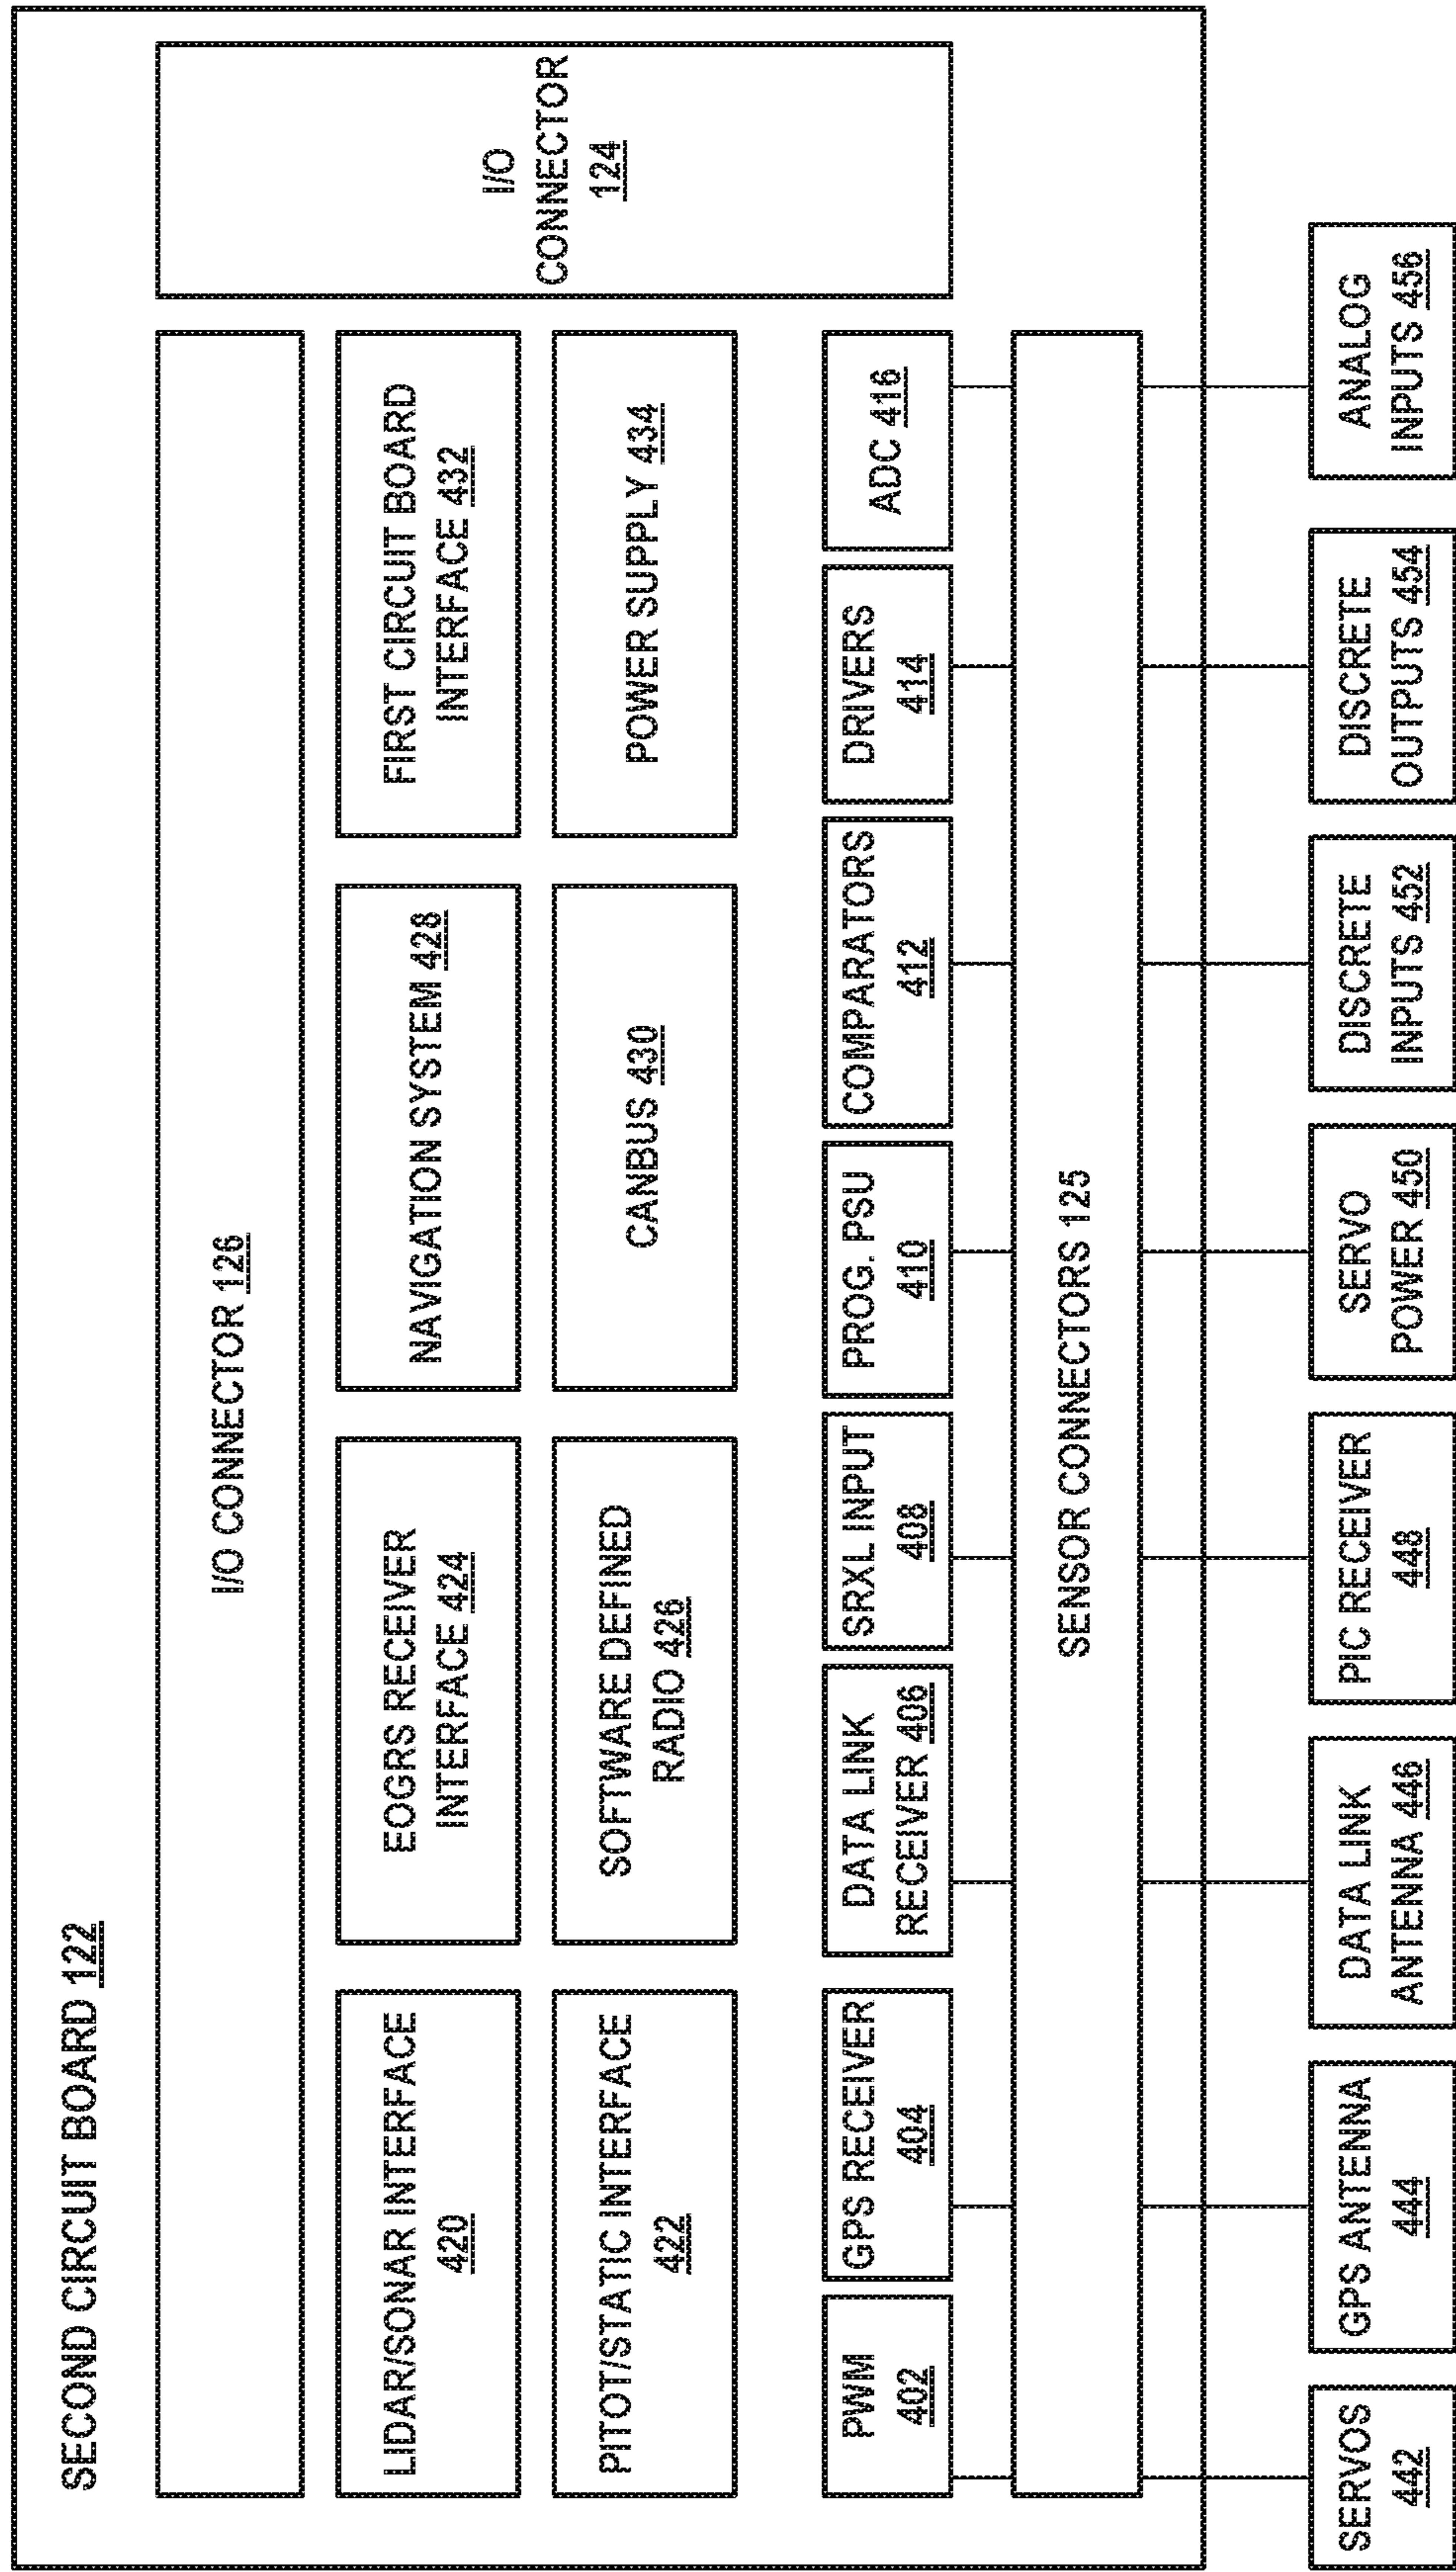 SECOND CIRCUIT BOARD 122
I/O CONNECTOR 126
I/O
CONNECTOR
124
LIDAR/SONAR INTERFACE
420
EOGRS RECEIVER
INTERFACE 424
NAVIGATION SYSTEM 428
FIRST CIRCUIT BOARD
INTERFACE 432
PITOT/STATIC INTERFACE
422
SOFTWARE DEFINED
RADIO 426
CANBUS 430
POWER SUPPLY 434
PWM
402
GPS RECEIVER
404
DATA LINK
RECEIVER 406
SRXL INPUT
408
PROG. PSU
410
COMPARATORS
412
DRIVERS
414
ADC 416
SENSOR CONNECTORS 125
SERVOS
442
GPS ANTENNA
444
DATA LINK
ANTENNA 446
PIC RECEIVER
448
SERVO
POWER 450
DISCRETE
INPUTS 452
DISCRETE
OUTPUTS 454
ANALOG
INPUTS 456